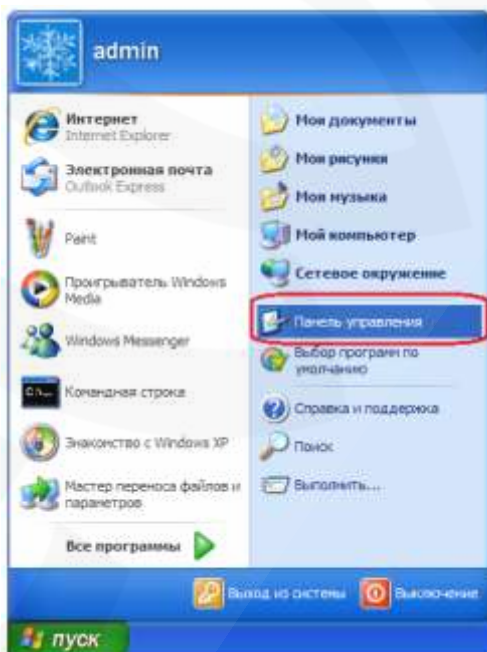 admin
Интернет
Internet Explorer
Электронная почта
Outlook Express
Paint
Проигрыватель Windows
Media
Windows Messenger
Командная строка
Знакомство с Windows XP
Мастер переноса файлов и
параметров
Все программы
Мои документы
Мои рисунки
Моя музыка
Мой компьютер
Сетевое окружение
Панель управления
Выбор программ по
умолчанию
Справка и поддержка
Поиск
Выполнить...
Выход из системы
Выключение
пуск